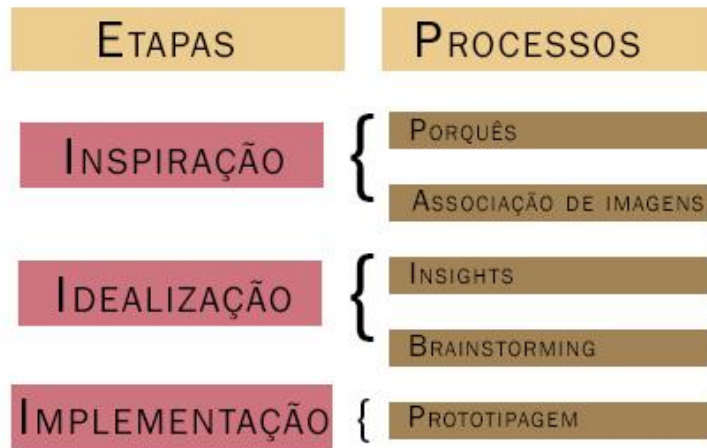 ETAPAS
PROCESSOS
INSPIRAÇÃO
PORQUÊS
ASSOCIAÇÃO DE IMAGENS
IDEALIZAÇÃO
INSIGHTS
BRAINSTORMING
IMPLEMENTAÇÃO
PROTOTIPAGEM